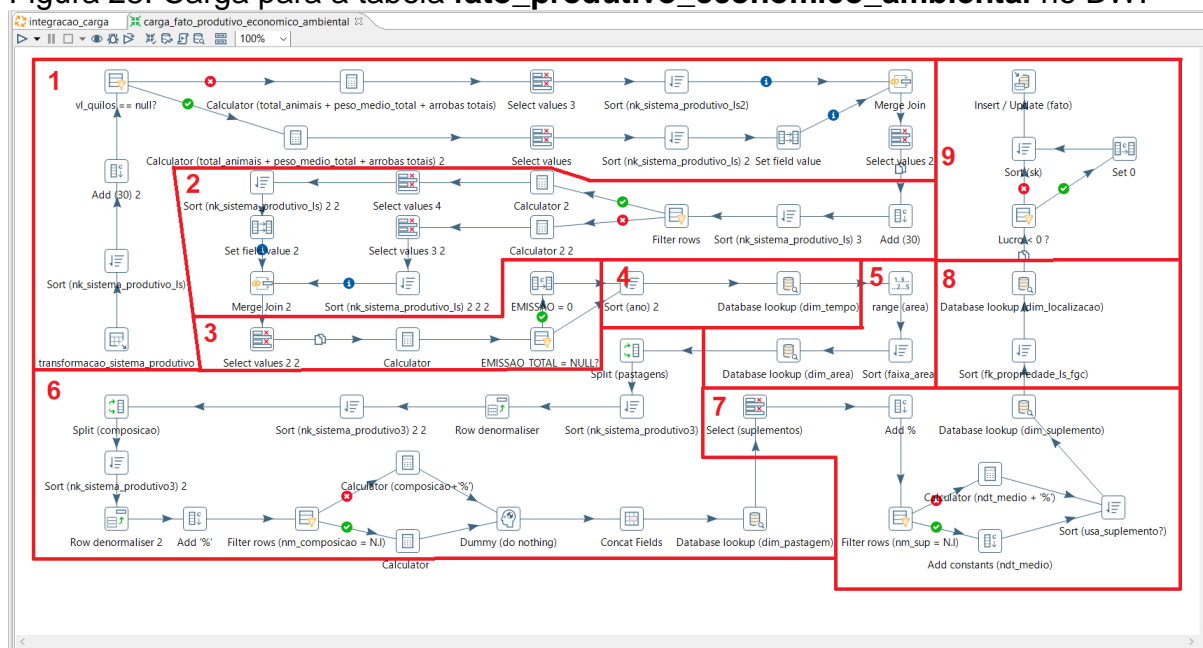 Figura 23: Carga para a tabela fato_produtivo_economico_ambiental no DW.
integracao_carga
carga_fato_produtivo_economico_ambiental
100%
1
vl_quilos == null?
Calculator (total_animais + peso_medio_total + arrobas totais)
Select values 3
Sort (nk_sistema_produtivo_ls2)
Merge Join
Insert / Update (fato)
Calculator (total_animais + peso_medio_total + arrobas totais) 2
Select values
Sort (nk_sistema_produtivo_ls) 2
Set field value
Select values 2
9
Sort (sk)
Set 0
Add (30) 2
2
Sort (nk_sistema_produtivo_ls) 2 2
Select values 4
Calculator 2
Filter rows
Sort (nk_sistema_produtivo_ls) 3
Add (30)
Lucro < 0 ?
Set field value 2
Select values 3 2
Calculator 2 2
Sort (nk_sistema_produtivo_ls)
Merge Join 2
Sort (nk_sistema_produtivo_ls) 2 2 2
EMISSAO = 0
4
Sort (ano) 2
Database lookup (dim_tempo)
5
1..3...
..2...5
range (area)
8
Database lookup (dim_localizacao)
3
transformacao_sistema_produtivo
Select values 2 2
Calculator
EMISSAO_TOTAL = NULL?
Split (pastagens)
Database lookup (dim_area)
Sort (faixa_area)
Sort (fk_propriedade_ls_fgc)
6
Split (composicao)
Sort (nk_sistema_produtivo3) 2 2
Row denormaliser
Sort (nk_sistema_produtivo3)
7
Select (suplementos)
Add %
Database lookup (dim_suplemento)
Sort (nk_sistema_produtivo3) 2
Calculator (composicao+'%')
Calculator (ndt_medio + '%')
Row denormaliser 2
Add '%'
Filter rows (nm_composicao = N.I)
Dummy (do nothing)
Concat Fields
Database lookup (dim_pastagem)
Filter rows (nm_sup = N.I)
Sort (usa_suplemento?)
Calculator
Add constants (ndt_medio)